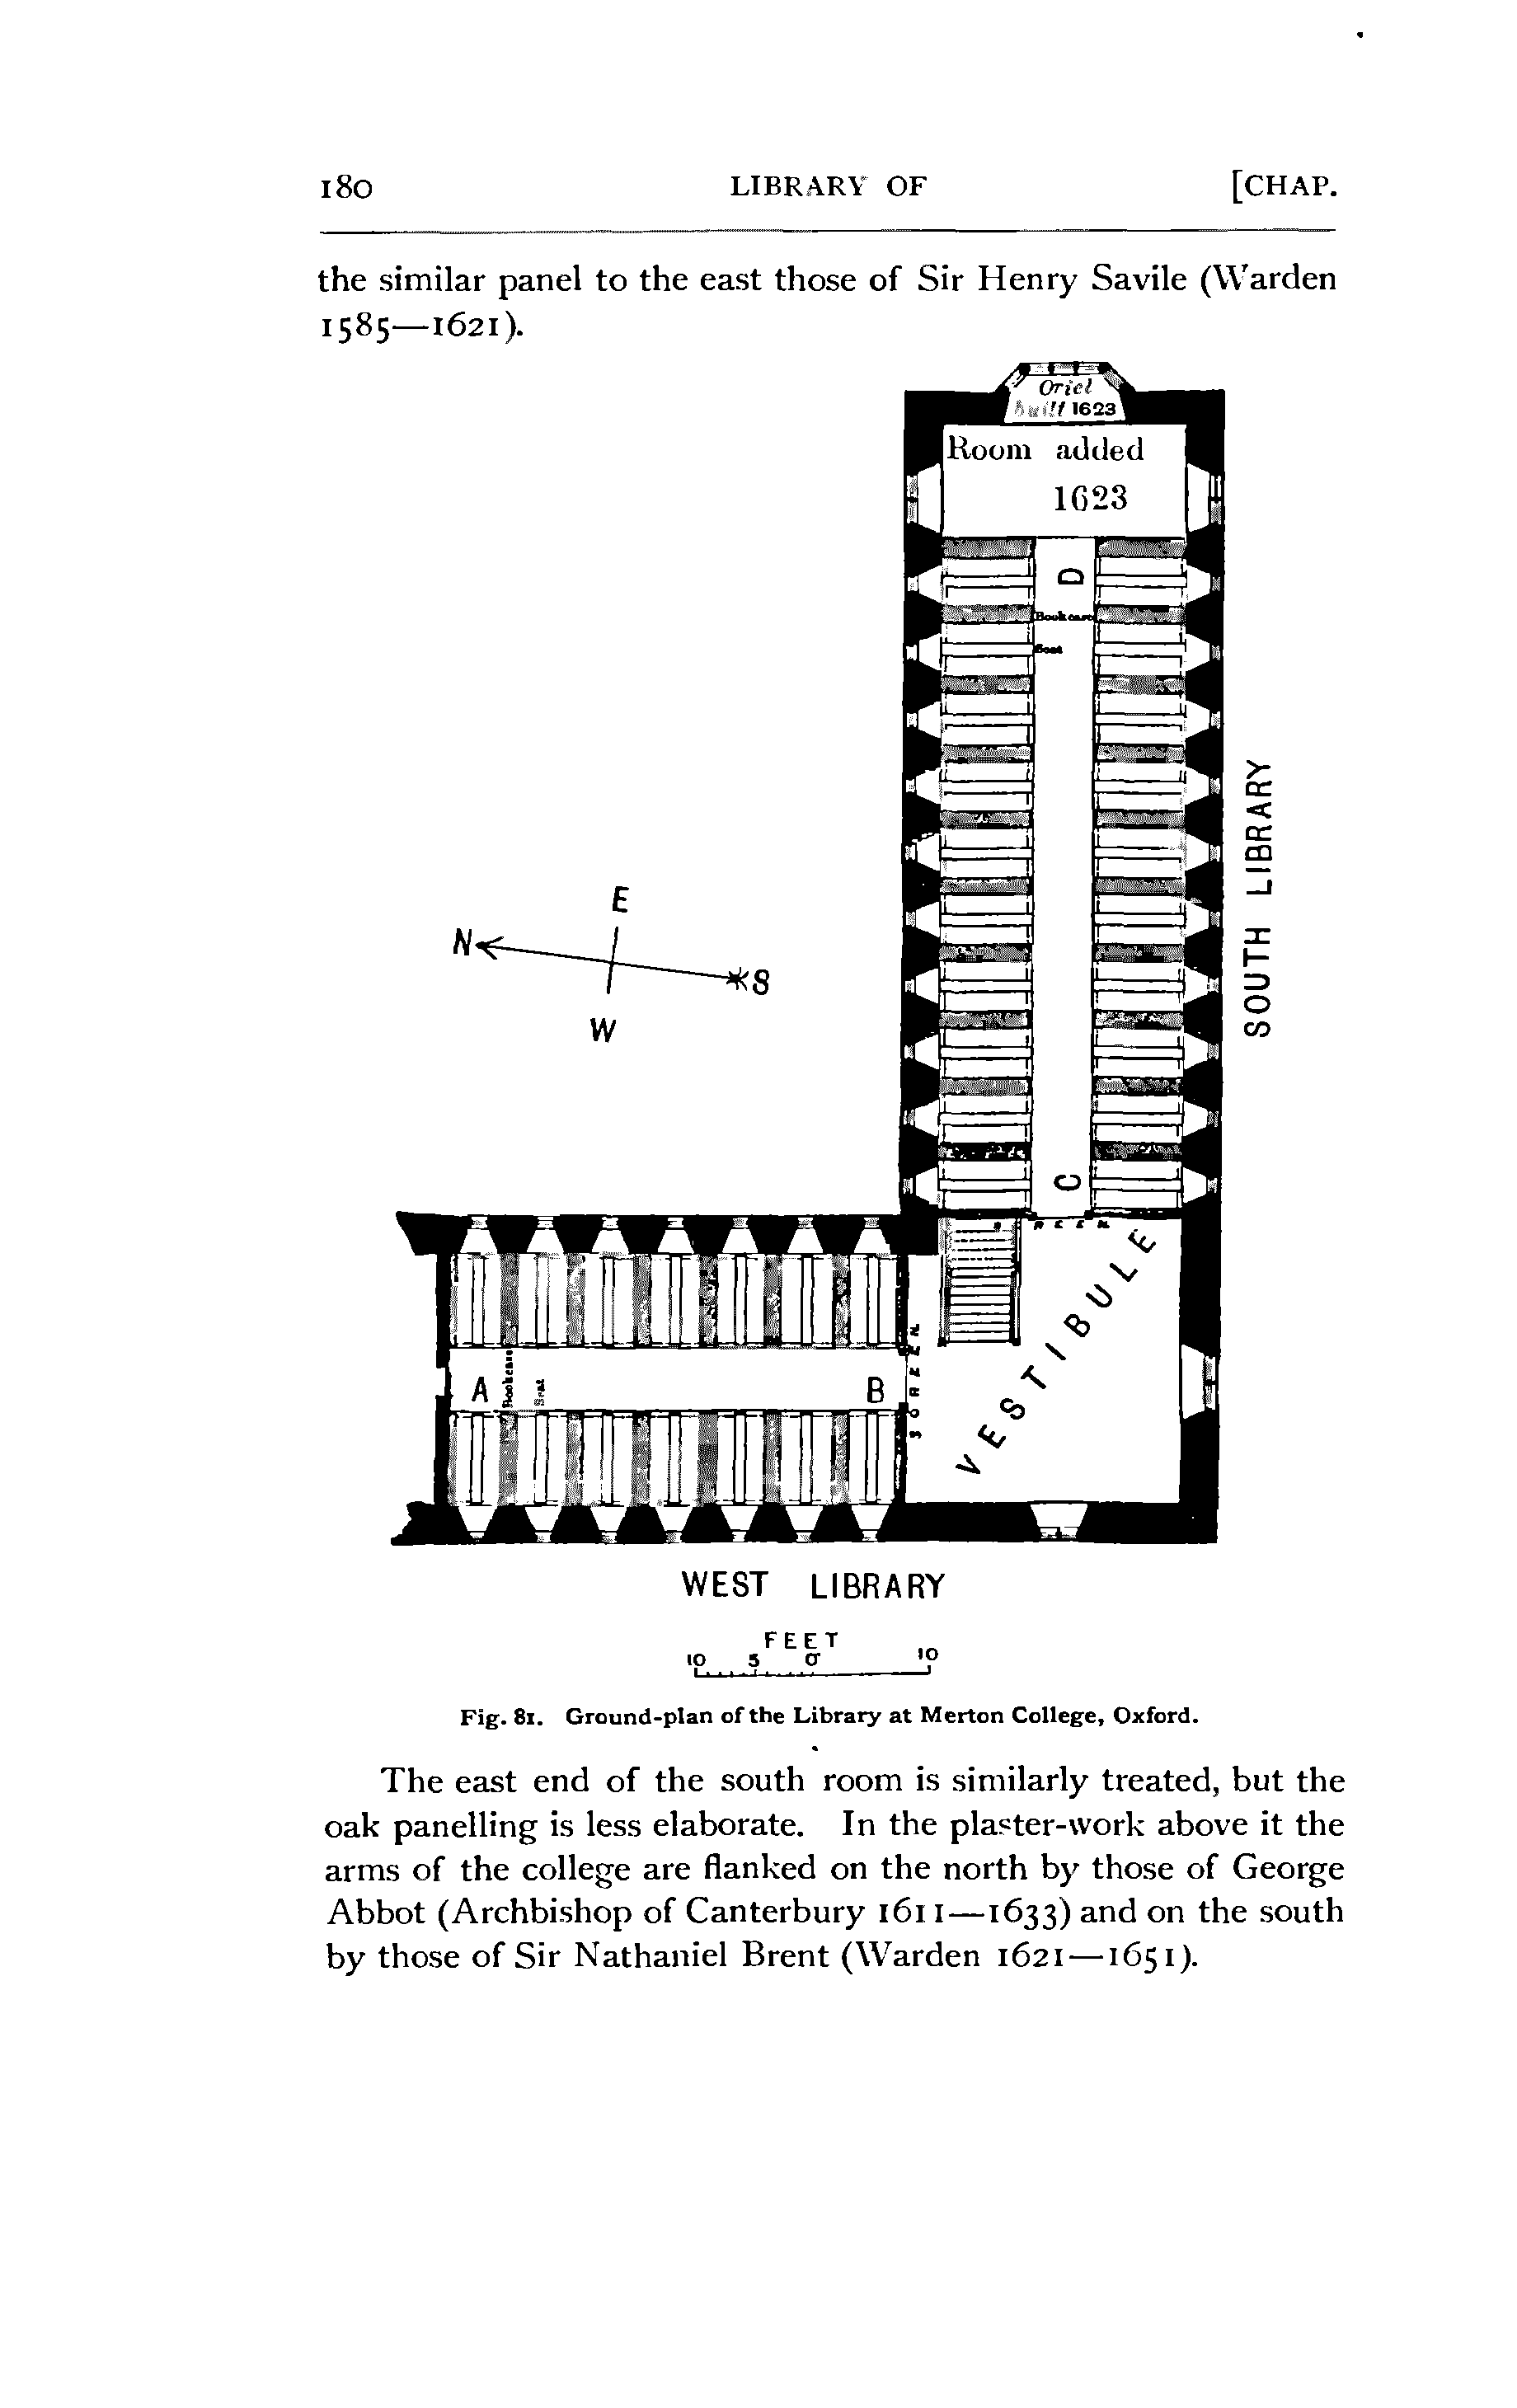 180 LIBRARY OF [CHAP.
the similar panel to the east those of Sir Henry Savile (Warden
1585—1621).
Oriel
built 1623
Room added
1623
D
Bookcase
Seat
SOUTH LIBRARY
E
N S
W
C
SCREEN
VESTIBULE
A
Bookcase
Seat
B
SCREEN
WEST LIBRARY
FEET
10 5 0 10
Fig. 81. Ground-plan of the Library at Merton College, Oxford.
The east end of the south room is similarly treated, but the
oak panelling is less elaborate. In the plaster-work above it the
arms of the college are flanked on the north by those of George
Abbot (Archbishop of Canterbury 1611—1633) and on the south
by those of Sir Nathaniel Brent (Warden 1621—1651).